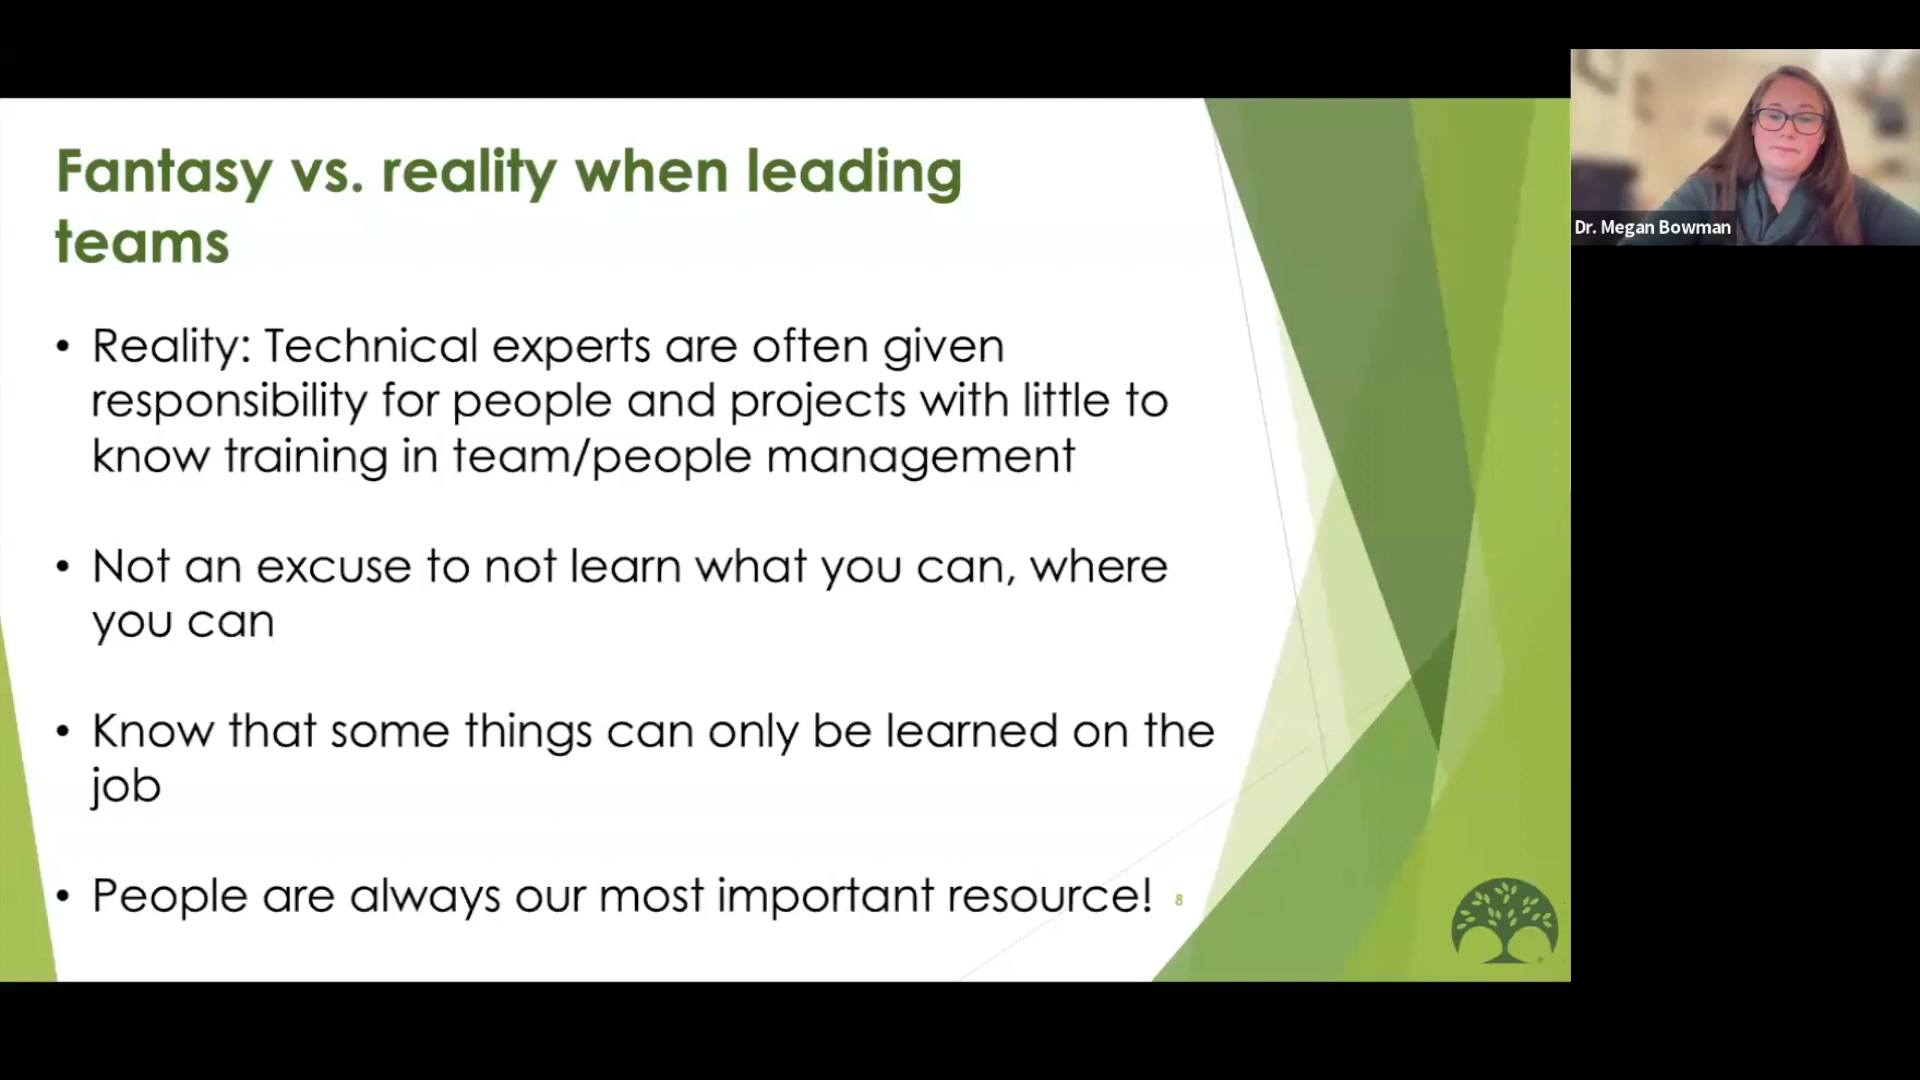 Fantasy vs. reality when leading
teams
• Reality: Technical experts are often given
responsibility for people and projects with little to
know training in team/people management
• Not an excuse to not learn what you can, where
you can
• Know that some things can only be learned on the
job
• People are always our most important resource!
8
Dr. Megan Bowman